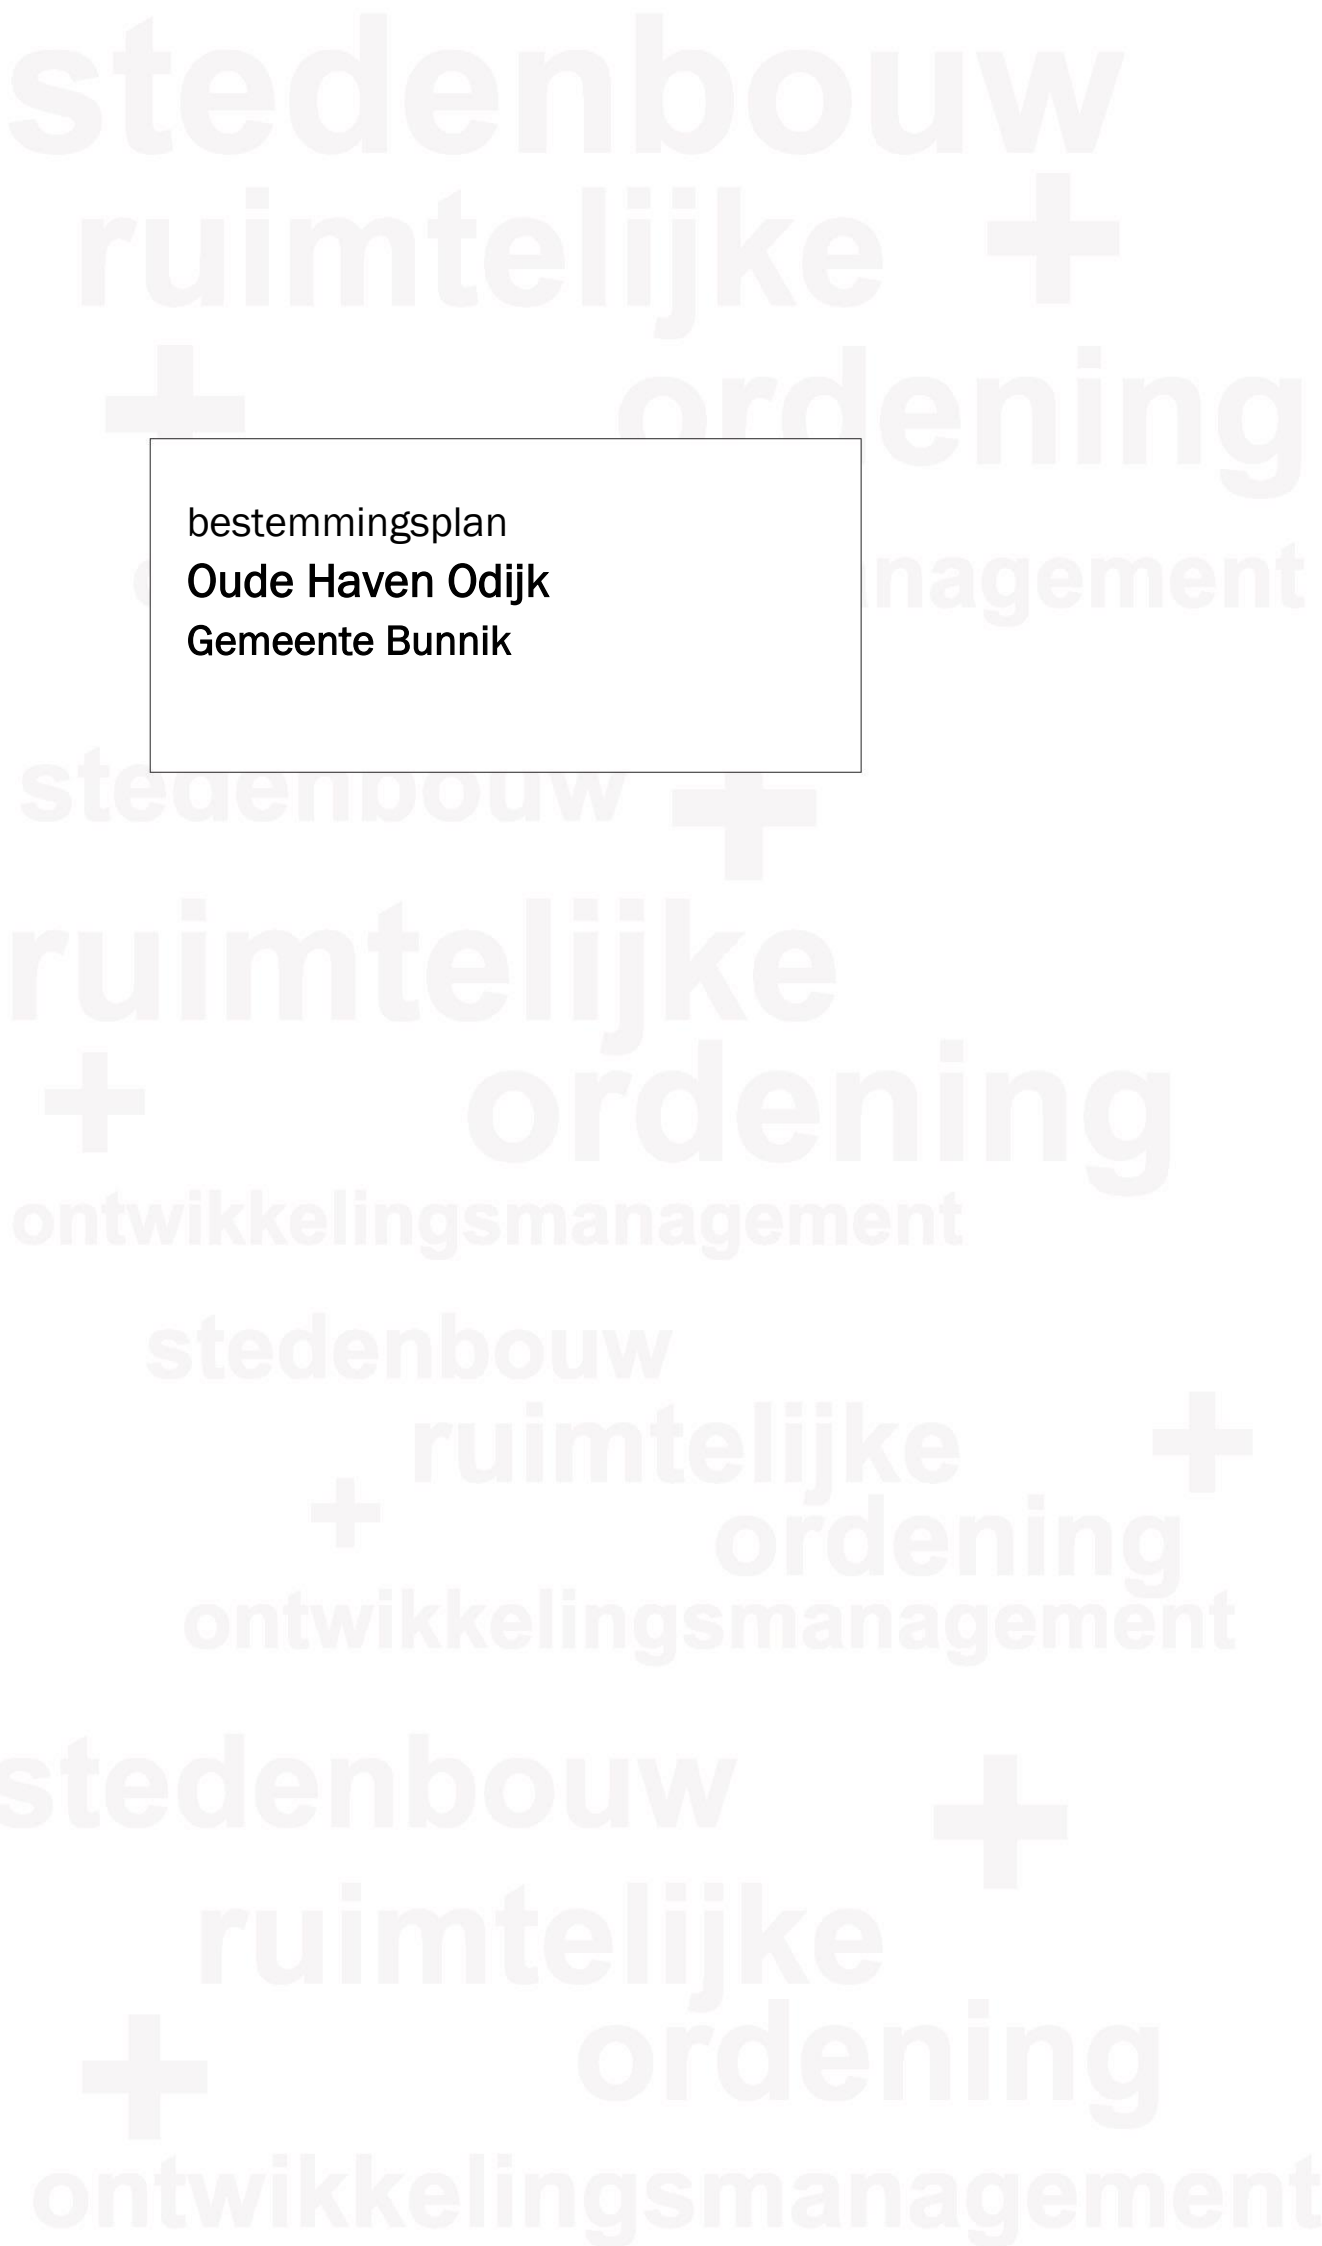 stedenbouw
ruimtelijke +
+ ordening
bestemmingsplan
Oude Haven Odijk
Gemeente Bunnik
stedenbouw +
ruimtelijke
+ ordening
ontwikkelingsmanagement
stedenbouw
ruimtelijke +
+ ordening
ontwikkelingsmanagement
stedenbouw +
ruimtelijke
+ ordening
ontwikkelingsmanagement